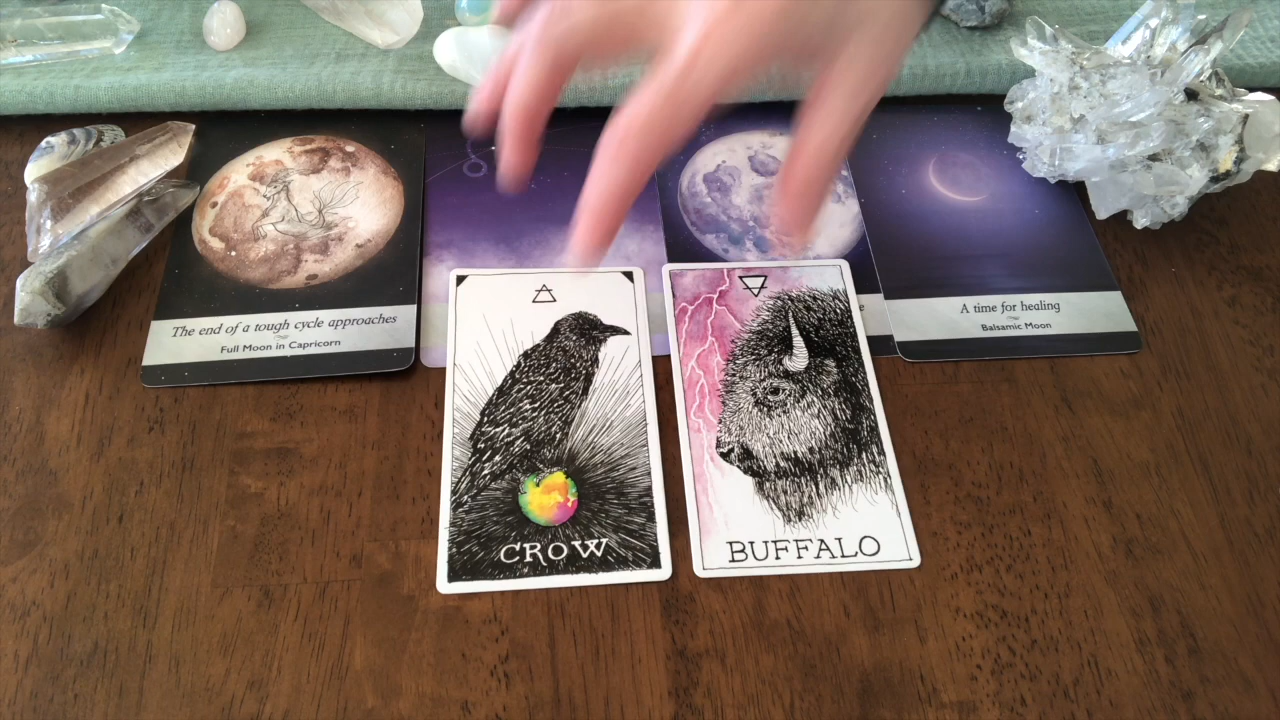 The end of a tough cycle approaches
Full Moon in Capricorn
A time for healing
Balsamic Moon
CROW
BUFFALO